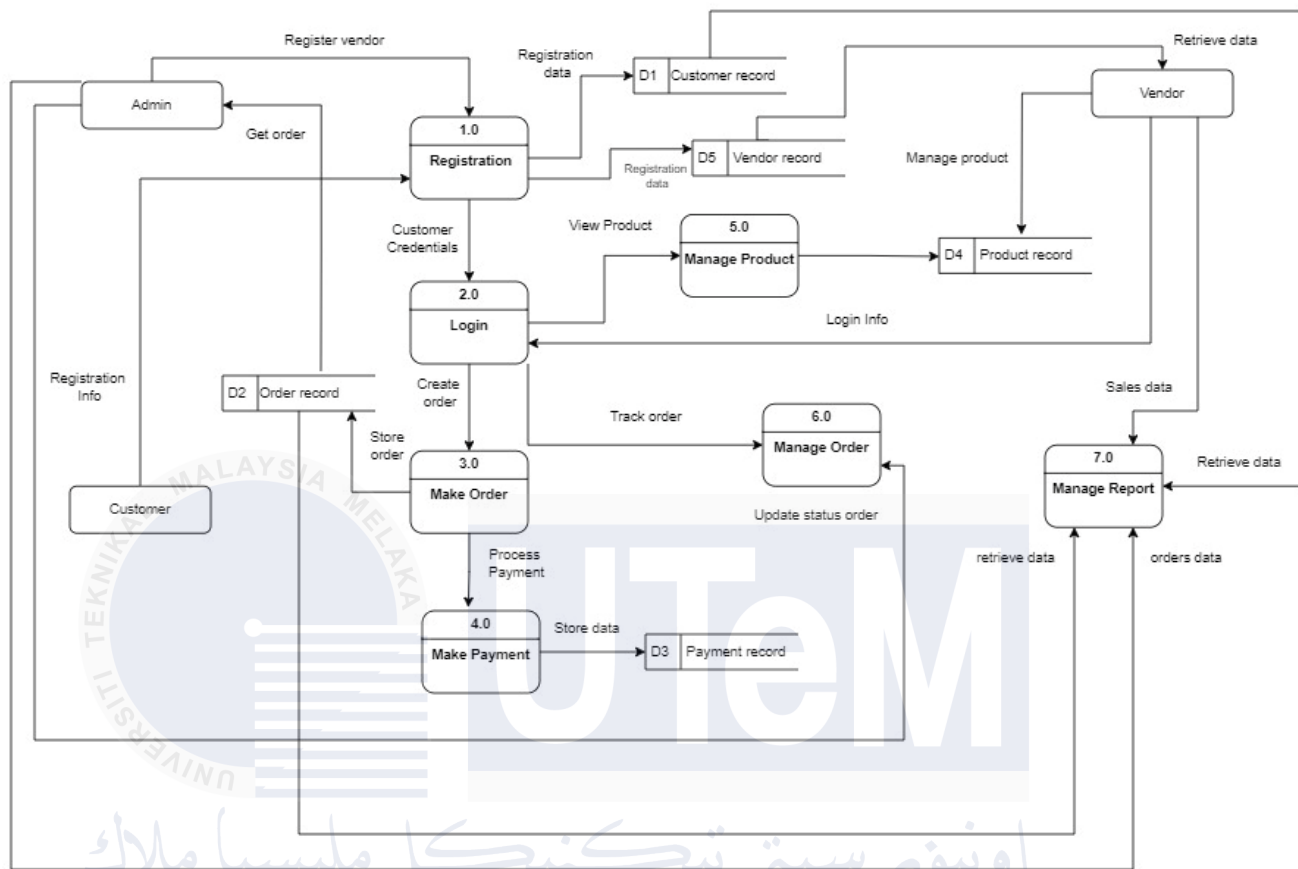 Register vendor
Retrieve data
Registration
data
D1
Customer record
Admin
Vendor
Get order
1.0
Registration
D5
Vendor record
Manage product
Registration
data
Customer
Credentials
View Product
5.0
Manage Product
D4
Product record
2.0
Login
Login Info
Registration
Info
D2
Order record
Create
order
Sales data
Track order
6.0
Manage Order
Store
order
3.0
Make Order
7.0
Manage Report
Retrieve data
Customer
Update status order
Process
Payment
retrieve data
orders data
4.0
Make Payment
Store data
D3
Payment record
UNIVERSITI TEKNIKAL MALAYSIA MELAKA
UTeM
اونيۏرسيتي تيكنيكل مليسيا ملاك